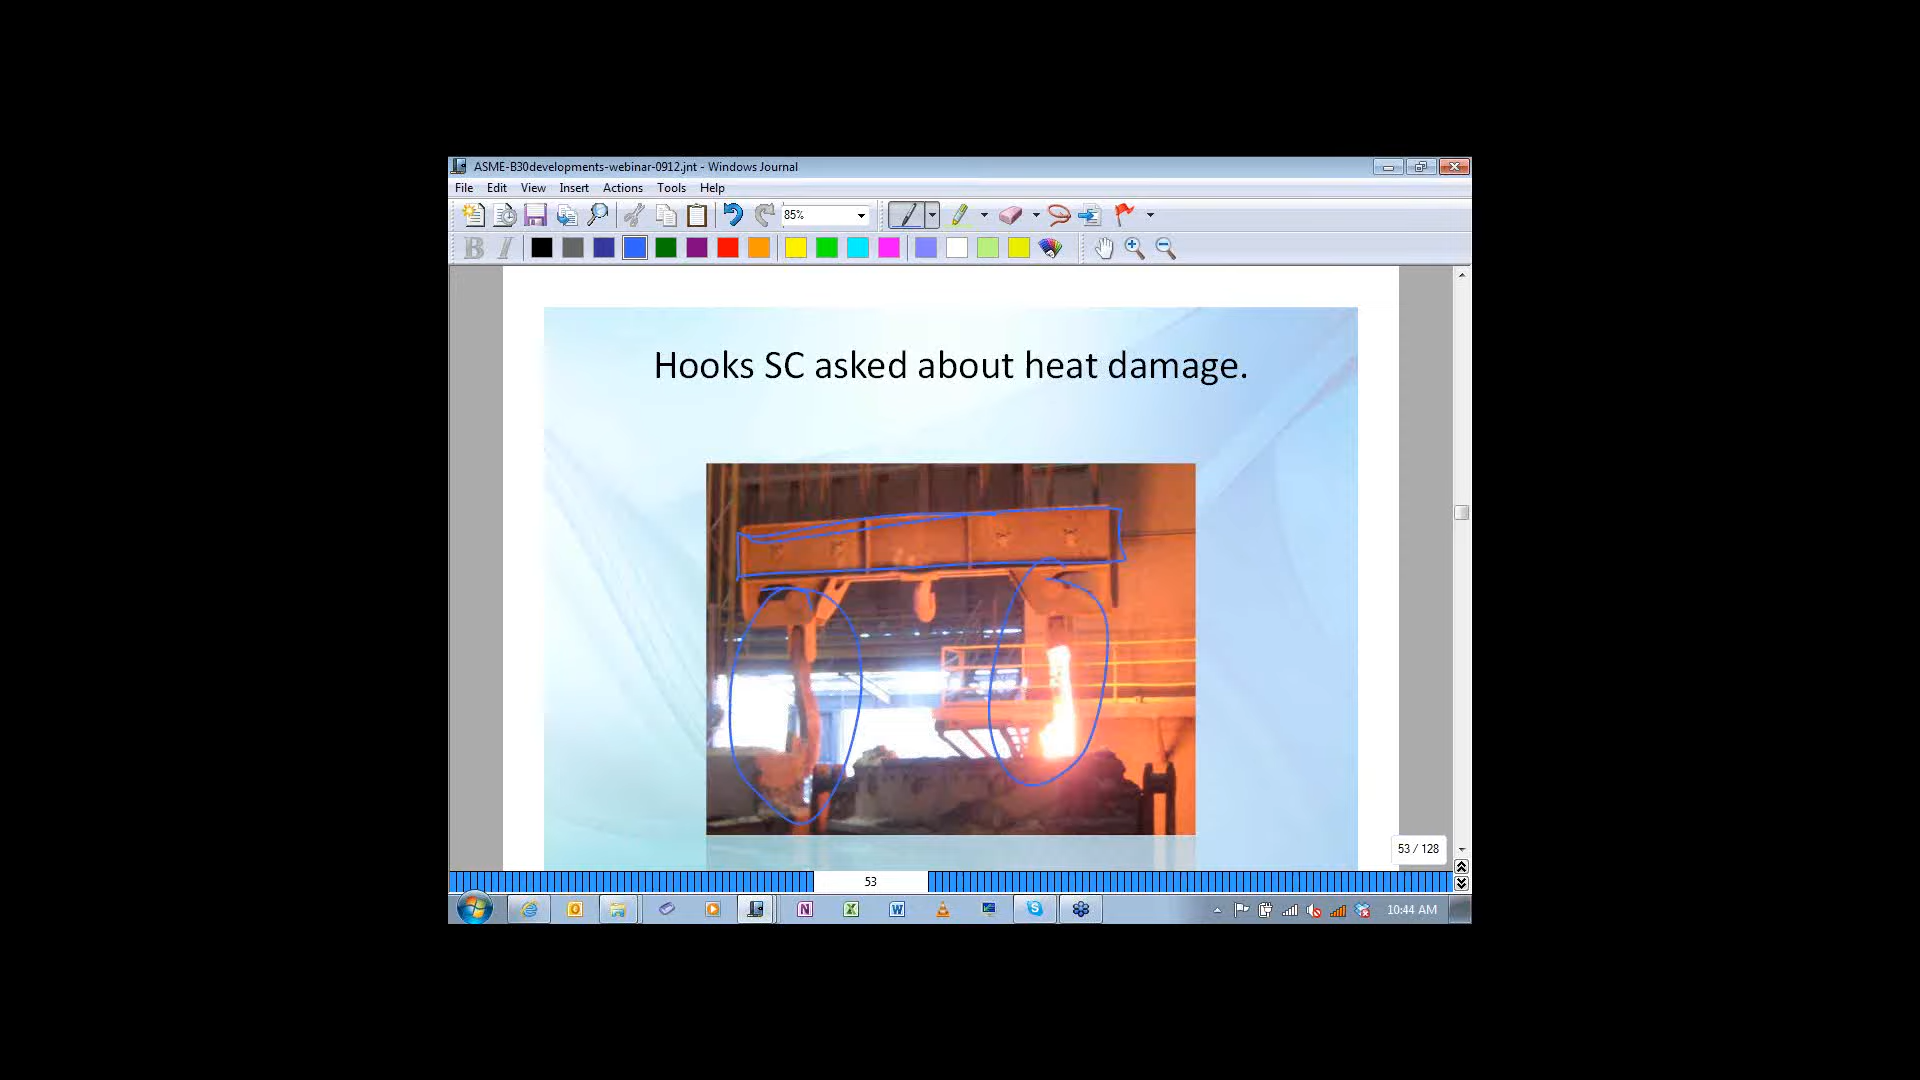 ASME-B30developments-webinar-0912.jnt - Windows Journal
File Edit View Insert Actions Tools Help
85%
B I
Hooks SC asked about heat damage.
53 / 128
53
10:44 AM